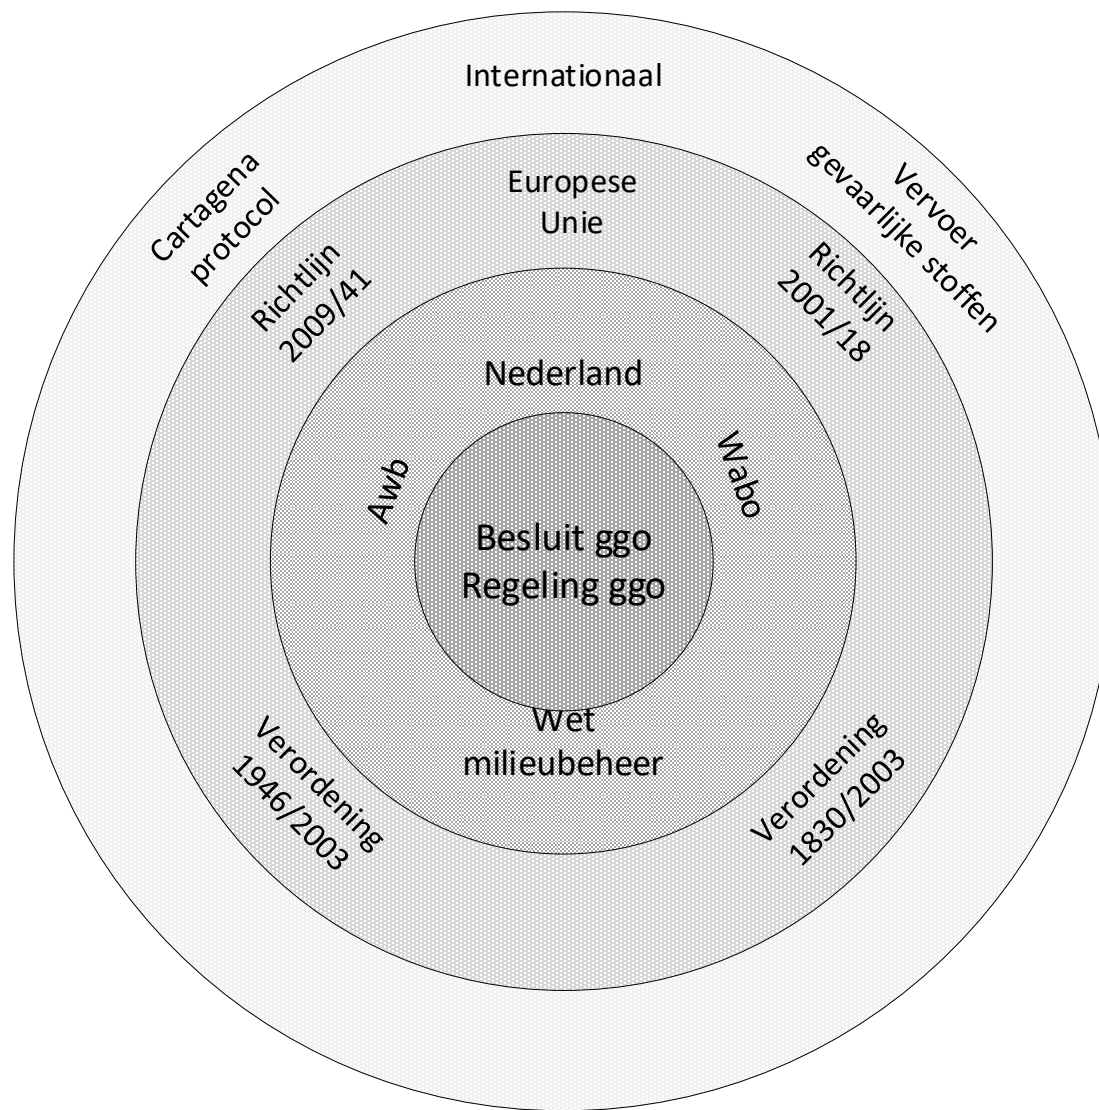 Internationaal
Cartagena
protocol
Vervoer
gevaarlijke stoffen
Europese
Unie
Richtlijn
2009/41
Richtlijn
2001/18
Nederland
Awb
Wabo
Besluit ggo
Regeling ggo
Wet
milieubeheer
Verordening
1946/2003
Verordening
1830/2003